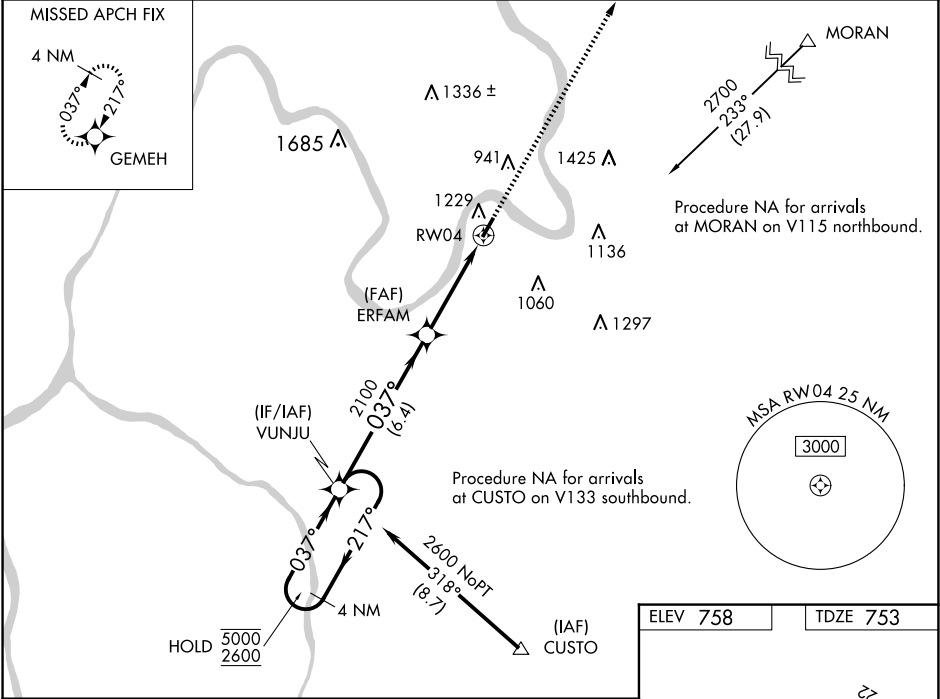 MISSED APCH FIX
4 NM
037°
217°
GEMEH
MORAN
2700
233°
(27.9)
Procedure NA for arrivals
at MORAN on V115 northbound.
1336 ±
1685
941
1425
1229
RW04
1136
1060
1297
(FAF)
ERFAM
2100
037°
(6.4)
(IF/IAF)
VUNJU
MSA RW04 25 NM
3000
Procedure NA for arrivals
at CUSTO on V133 southbound.
037°
217°
4 NM
HOLD
5000
2600
2600 NoPT
318°
(8.7)
(IAF)
CUSTO
ELEV 758
TDZE 753
22